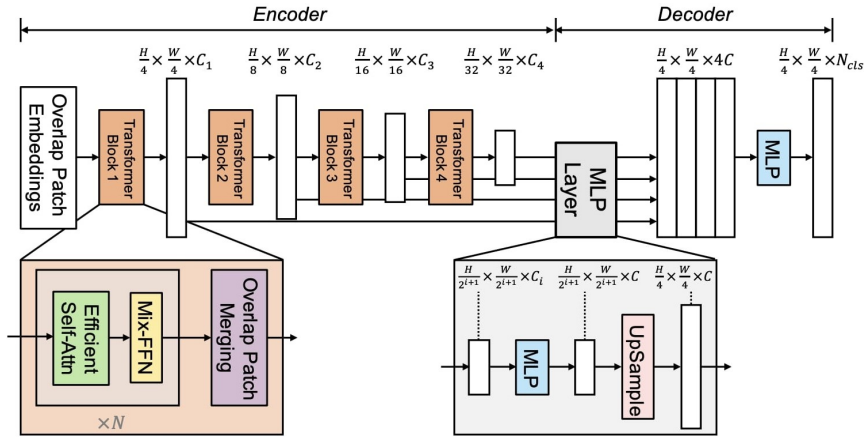 Encoder
Decoder
H/4 × W/4 × C₁
H/8 × W/8 × C₂
H/16 × W/16 × C₃
H/32 × W/32 × C₄
H/4 × W/4 × 4C
H/4 × W/4 × N_cls
Overlap Patch
Embeddings
Transformer
Block 1
Transformer
Block 2
Transformer
Block 3
Transformer
Block 4
MLP
Layer
MLP
Efficient
Self-Attn
Mix-FFN
×N
Overlap Patch
Merging
H/2^{i+1} × W/2^{i+1} × C_i
H/2^{i+1} × W/2^{i+1} × C
H/4 × W/4 × C
MLP
UpSample